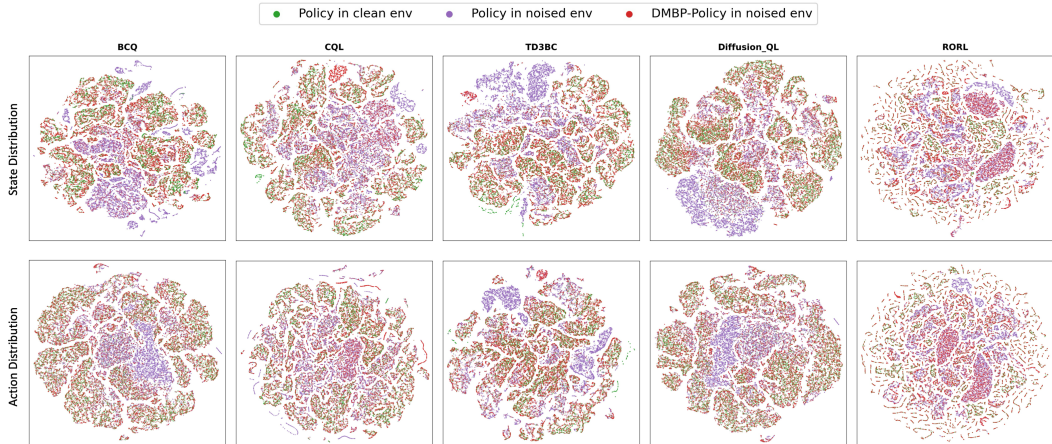 Policy in clean env Policy in noised env DMBP-Policy in noised env
BCQ CQL TD3BC Diffusion_QL RORL
State Distribution
Action Distribution